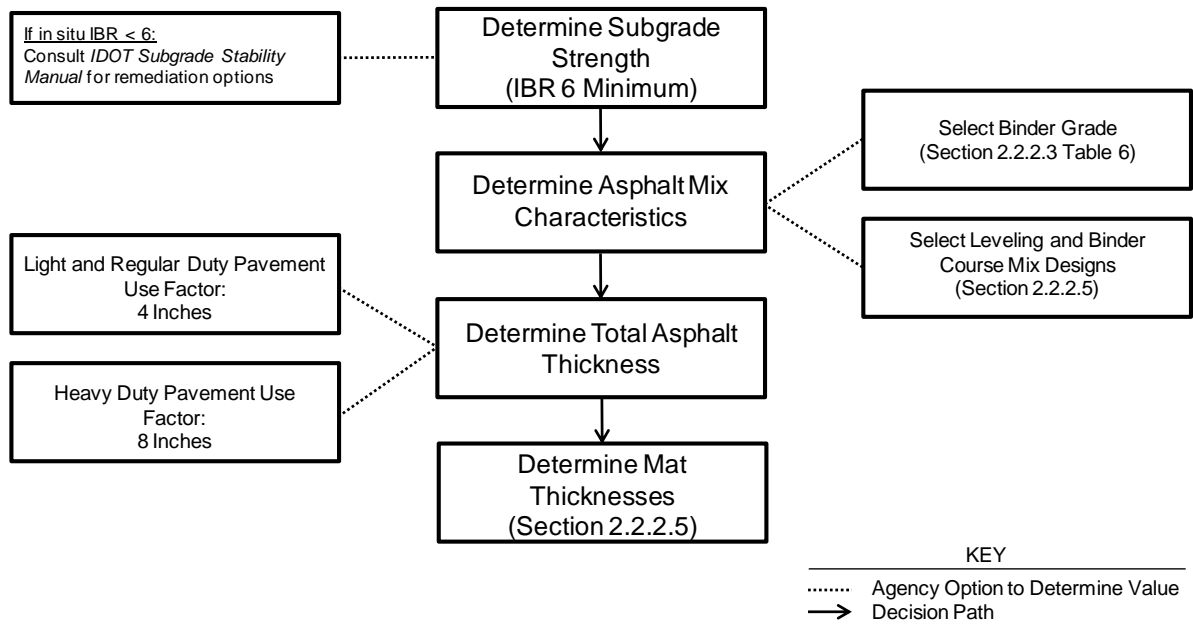 If in situ IBR < 6:
Consult IDOT Subgrade Stability
Manual for remediation options
Determine Subgrade
Strength
(IBR 6 Minimum)
Select Binder Grade
(Section 2.2.2.3 Table 6)
Determine Asphalt Mix
Characteristics
Select Leveling and Binder
Course Mix Designs
(Section 2.2.2.5)
Light and Regular Duty Pavement
Use Factor:
4 Inches
Determine Total Asphalt
Thickness
Heavy Duty Pavement Use
Factor:
8 Inches
Determine Mat
Thicknesses
(Section 2.2.2.5)
KEY
Agency Option to Determine Value
Decision Path